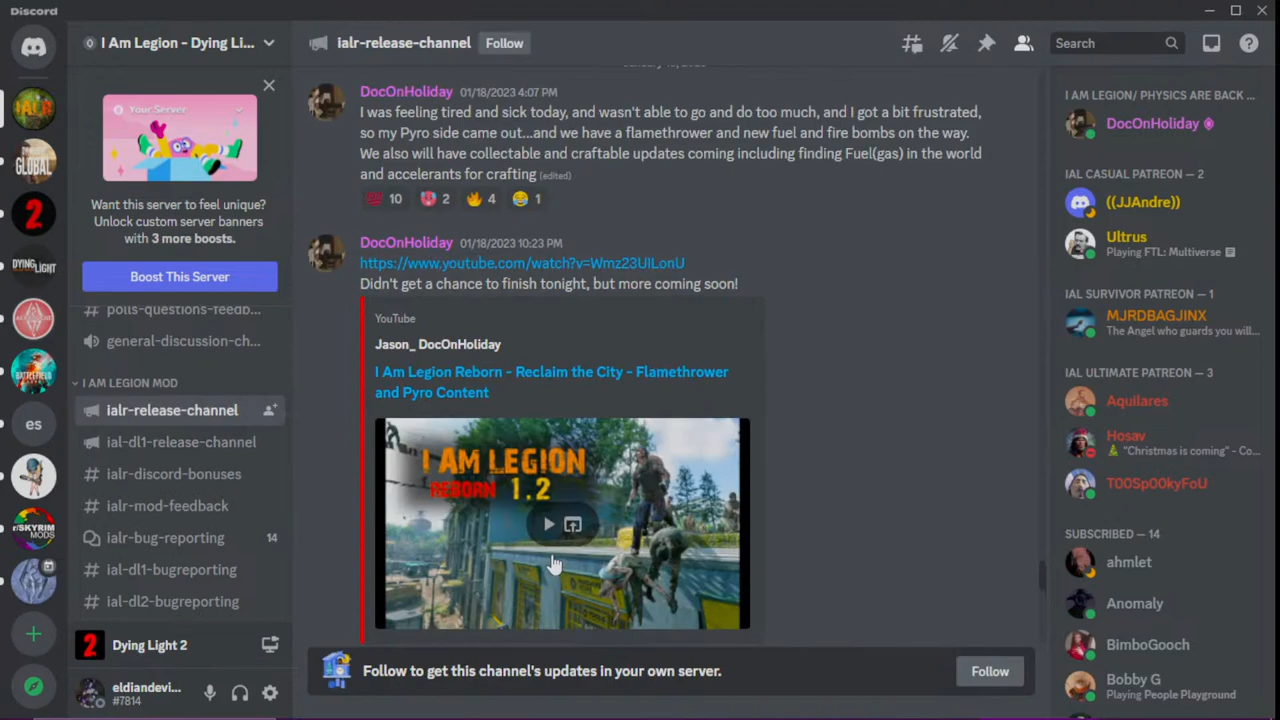 Discord
I Am Legion - Dying Li...
ialr-release-channel
Follow
Search
Your Server
Want this server to feel unique?
Unlock custom server banners
with 3 more boosts.
Boost This Server
polls-questions-feedb...
general-discussion-ch...
I AM LEGION MOD
ialr-release-channel
ial-dl1-release-channel
ialr-discord-bonuses
ialr-mod-feedback
ialr-bug-reporting 14
ial-dl1-bugreporting
ial-dl2-bugreporting
Dying Light 2
eldiandevi...
#7814
IALR
GLOBAL
2
DYING LIGHT
BATTLEFIELD
es
r/SKYRIM
MODS
DocOnHoliday 01/18/2023 4:07 PM
I was feeling tired and sick today, and wasn't able to go and do too much, and I got a bit frustrated,
so my Pyro side came out...and we have a flamethrower and new fuel and fire bombs on the way.
We also will have collectable and craftable updates coming including finding Fuel(gas) in the world
and accelerants for crafting (edited)
10 2 4 1
DocOnHoliday 01/18/2023 10:23 PM
https://www.youtube.com/watch?v=Wmz23UILonU
Didn't get a chance to finish tonight, but more coming soon!
YouTube
Jason_ DocOnHoliday
I Am Legion Reborn - Reclaim the City - Flamethrower
and Pyro Content
I AM LEGION
REBORN 1.2
Follow to get this channel's updates in your own server.
Follow
I AM LEGION/ PHYSICS ARE BACK ...
DocOnHoliday
IAL CASUAL PATREON — 2
((JJAndre))
Ultrus
Playing FTL: Multiverse
IAL SURVIVOR PATREON — 1
MJRDBAGJINX
The Angel who guards you will...
IAL ULTIMATE PATREON — 3
Aquilares
Hosav
"Christmas is coming" - Co...
T00Sp00kyFoU
SUBSCRIBED — 14
ahmlet
Anomaly
BimboGooch
Bobby G
Playing People Playground